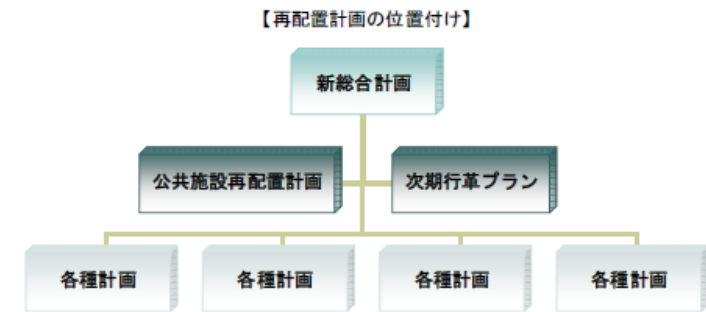 【再配置計画の位置付け】
新総合計画
公共施設再配置計画
次期行革プラン
各種計画
各種計画
各種計画
各種計画